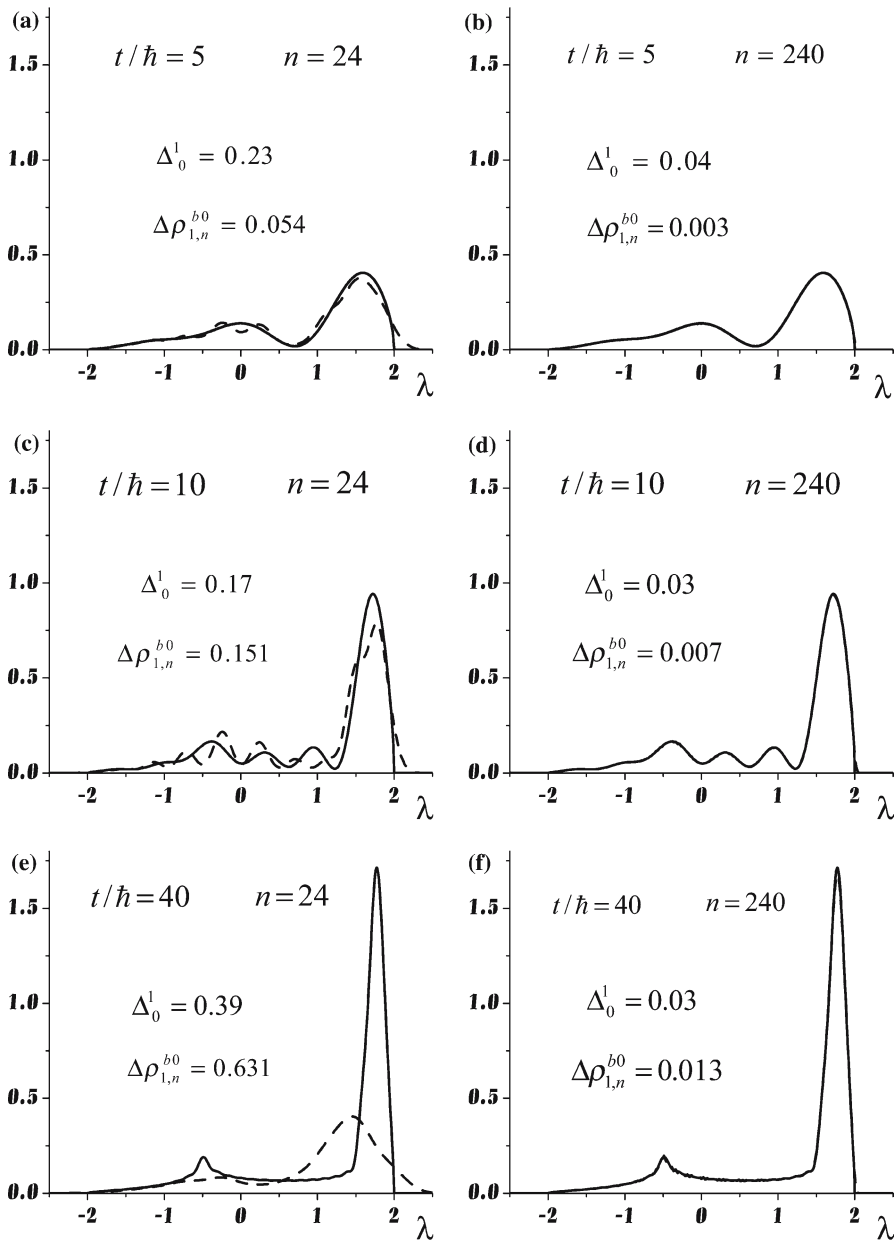 (a)
t/ħ = 5 n = 24
Δ¹₀ = 0.23
Δρ^{b0}_{1,n} = 0.054
1.5
1.0
0.5
0.0
-2 -1 0 1 2 λ
(b)
t/ħ = 5 n = 240
Δ¹₀ = 0.04
Δρ^{b0}_{1,n} = 0.003
1.5
1.0
0.5
0.0
-2 -1 0 1 2 λ
(c)
t/ħ = 10 n = 24
Δ¹₀ = 0.17
Δρ^{b0}_{1,n} = 0.151
1.5
1.0
0.5
0.0
-2 -1 0 1 2 λ
(d)
t/ħ = 10 n = 240
Δ¹₀ = 0.03
Δρ^{b0}_{1,n} = 0.007
1.5
1.0
0.5
0.0
-2 -1 0 1 2 λ
(e)
t/ħ = 40 n = 24
Δ¹₀ = 0.39
Δρ^{b0}_{1,n} = 0.631
1.5
1.0
0.5
0.0
-2 -1 0 1 2 λ
(f)
t/ħ = 40 n = 240
Δ¹₀ = 0.03
Δρ^{b0}_{1,n} = 0.013
1.5
1.0
0.5
0.0
-2 -1 0 1 2 λ